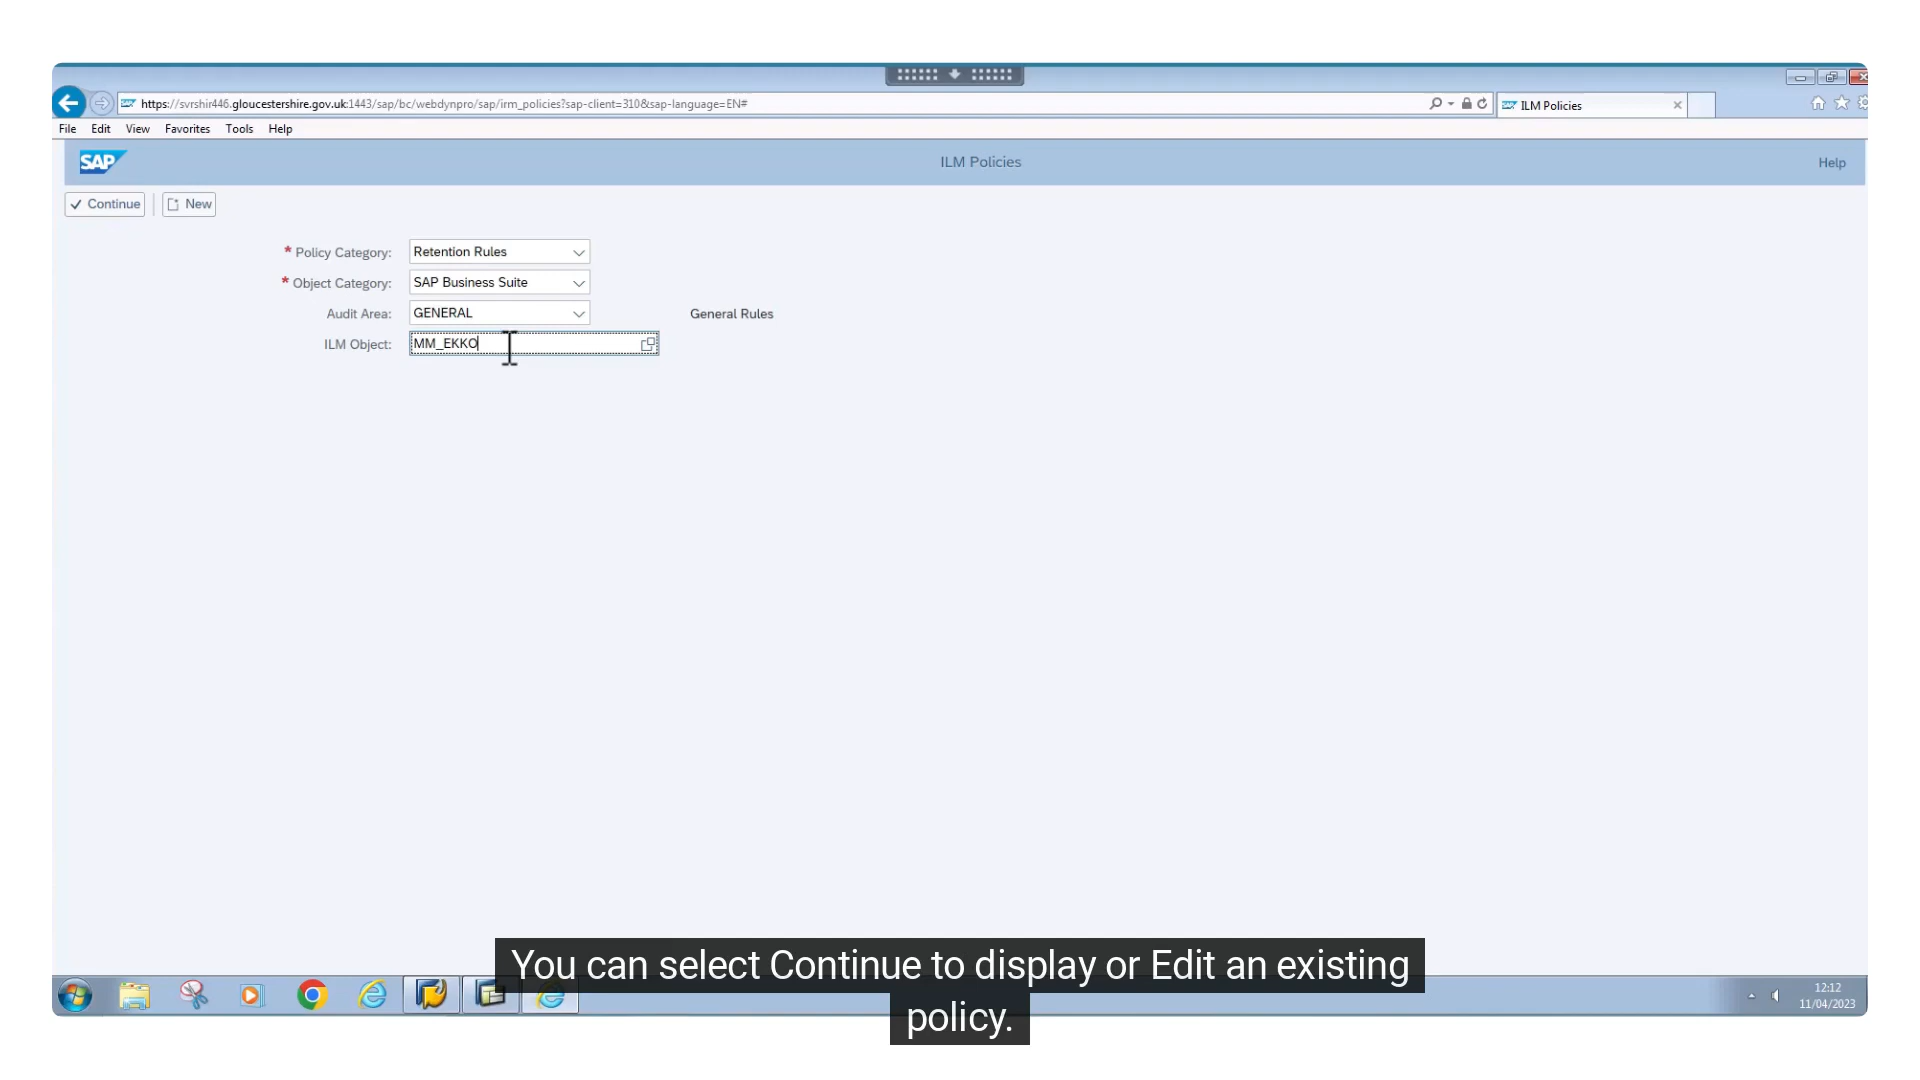 https://svrshir446.gloucestershire.gov.uk:1443/sap/bc/webdynpro/sap/irm_policies?sap-client=310&sap-language=EN#
ILM Policies
File Edit View Favorites Tools Help
SAP
ILM Policies
Help
Continue
New
* Policy Category: Retention Rules
* Object Category: SAP Business Suite
Audit Area: GENERAL General Rules
ILM Object: MM_EKKO
You can select Continue to display or Edit an existing
policy.
12:12
11/04/2023